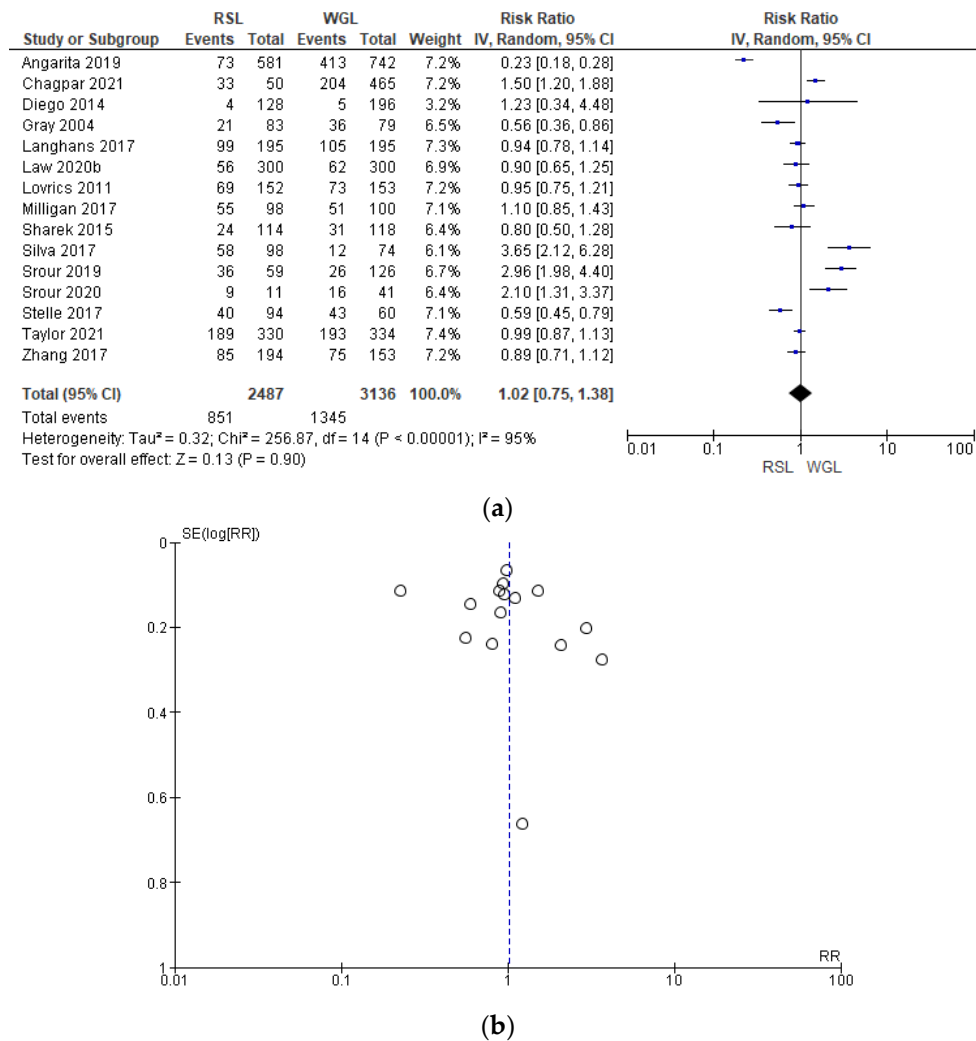 RSL WGL Risk Ratio Risk Ratio
Study or Subgroup Events Total Events Total Weight IV, Random, 95% CI IV, Random, 95% CI
Angarita 2019 73 581 413 742 7.2% 0.23 [0.18, 0.28]
Chagpar 2021 33 50 204 465 7.2% 1.50 [1.20, 1.88]
Diego 2014 4 128 5 196 3.2% 1.23 [0.34, 4.48]
Gray 2004 21 83 36 79 6.5% 0.56 [0.36, 0.86]
Langhans 2017 99 195 105 195 7.3% 0.94 [0.78, 1.14]
Law 2020b 56 300 62 300 6.9% 0.90 [0.65, 1.25]
Lovrics 2011 69 152 73 153 7.2% 0.95 [0.75, 1.21]
Milligan 2017 55 98 51 100 7.1% 1.10 [0.85, 1.43]
Sharek 2015 24 114 31 118 6.4% 0.80 [0.50, 1.28]
Silva 2017 58 98 12 74 6.2% 3.65 [2.12, 6.28]
Srour 2019 36 59 26 126 6.7% 2.96 [1.98, 4.40]
Srour 2020 9 11 16 41 6.4% 2.10 [1.31, 3.37]
Stelle 2017 40 94 43 60 7.0% 0.59 [0.45, 0.79]
Taylor 2021 189 330 193 334 7.4% 0.99 [0.87, 1.13]
Zhang 2017 85 194 75 153 7.2% 0.89 [0.71, 1.12]
Total (95% CI) 2487 3136 100.0% 1.02 [0.75, 1.38]
Total events 851 1345
Heterogeneity: Tau² = 0.32; Chi² = 256.87, df = 14 (P < 0.00001); I² = 95%
Test for overall effect: Z = 0.13 (P = 0.90)
0.01 0.1 1 10 100
RSL WGL
(a)
SE(log[RR])
0
0.2
0.4
0.6
0.8
1
RR
0.01 0.1 1 10 100
(b)